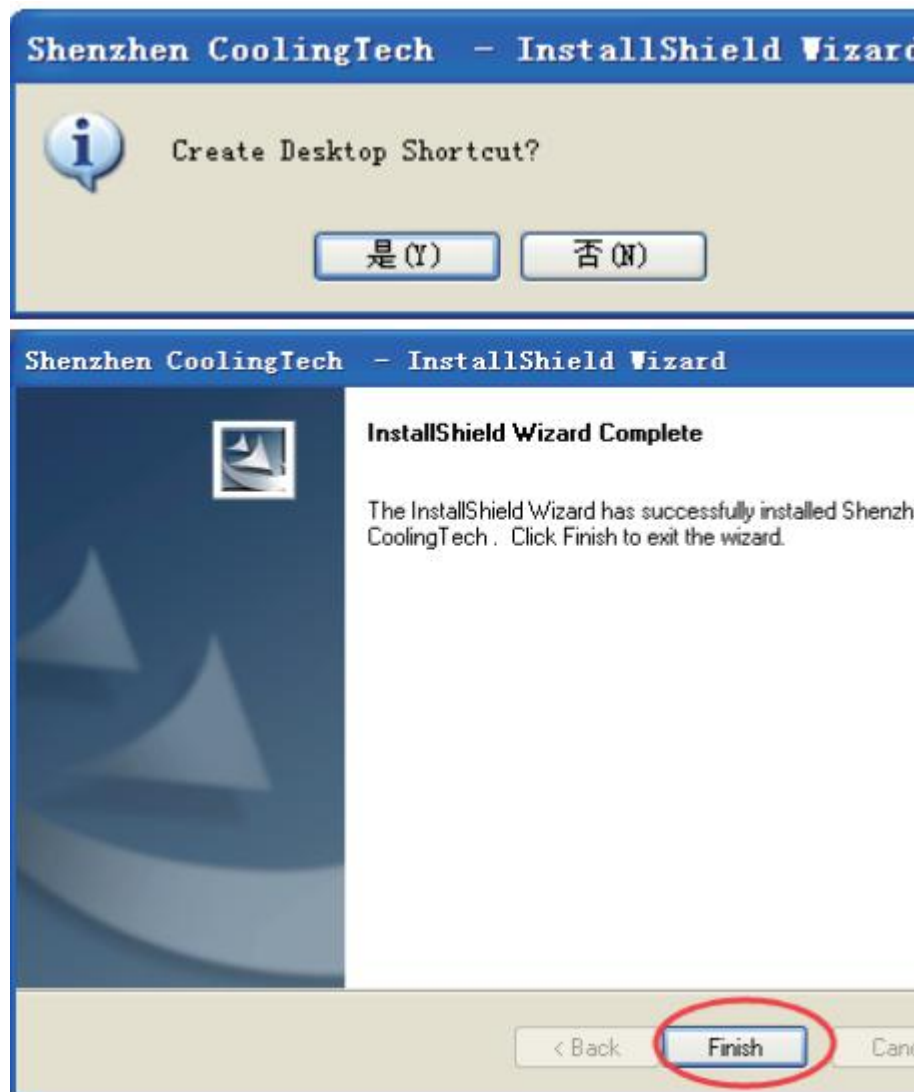 Shenzhen CoolingTech - InstallShield Wizard
Create Desktop Shortcut?
是(Y) 否(N)
Shenzhen CoolingTech - InstallShield Wizard
InstallShield Wizard Complete
The InstallShield Wizard has successfully installed Shenzh
CoolingTech . Click Finish to exit the wizard.
< Back Finish Canc